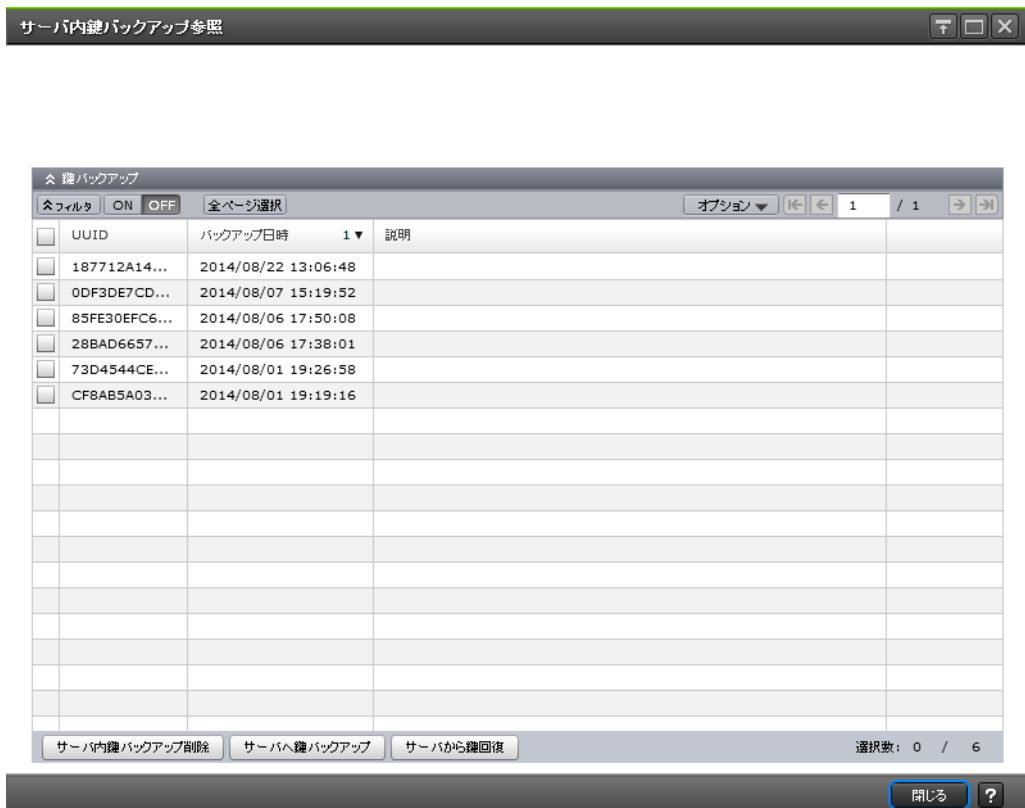 サーバ内鍵バックアップ参照
鍵バックアップ
フィルタ ON OFF 全ページ選択 オプション 1 / 1
UUID バックアップ日時 1▼ 説明
187712A14... 2014/08/22 13:06:48
0DF3DE7CD... 2014/08/07 15:19:52
85FE30EFC6... 2014/08/06 17:50:08
28BAD6657... 2014/08/06 17:38:01
73D4544CE... 2014/08/01 19:26:58
CF8AB5A03... 2014/08/01 19:19:16
サーバ内鍵バックアップ削除 サーバへ鍵バックアップ サーバから鍵回復 選択数: 0 / 6
閉じる ?